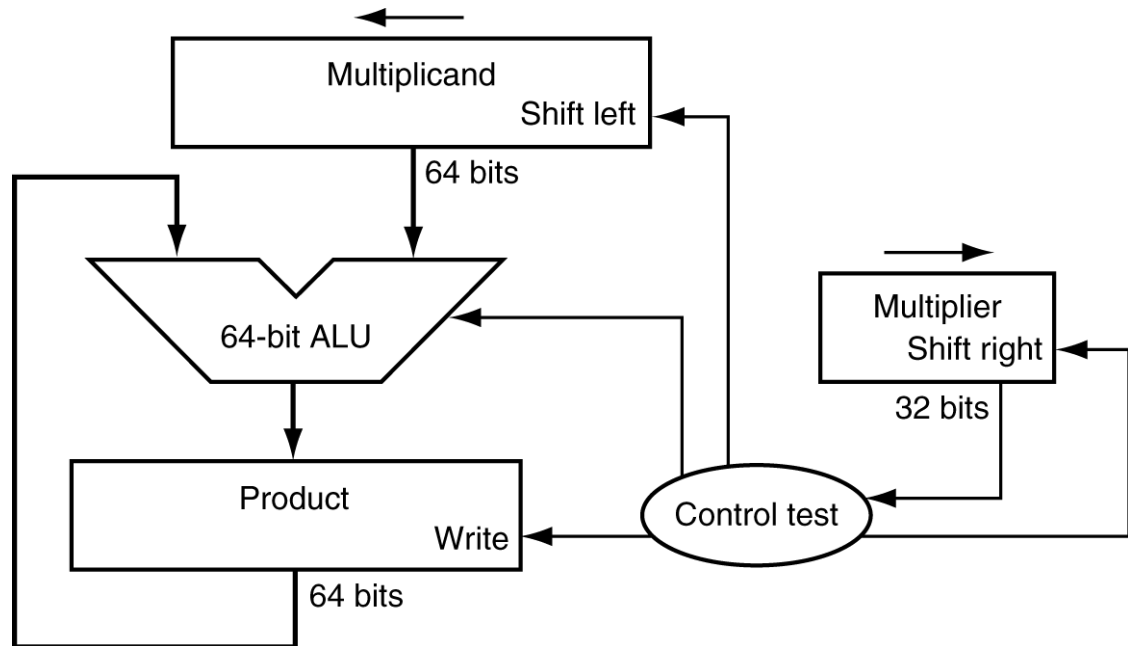 Multiplicand
Shift left
64 bits
64-bit ALU
Multiplier
Shift right
32 bits
Product
Write
Control test
64 bits